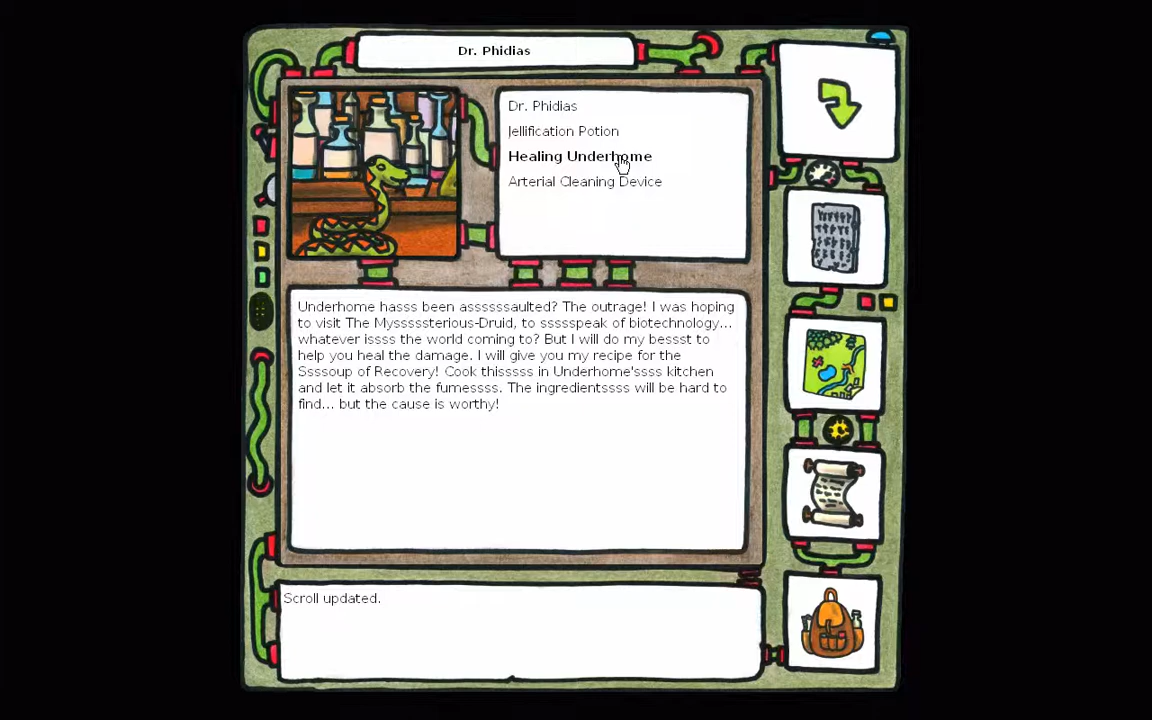 Dr. Phidias
Dr. Phidias
Jellification Potion
Healing Underhome
Arterial Cleaning Device
Underhome hasss been asssssssaulted? The outrage! I was hoping
to visit The Mysssssterious-Druid, to ssssspeak of biotechnology...
whatever issss the world coming to? But I will do my bessst to
help you heal the damage. I will give you my recipe for the
Ssssoup of Recovery! Cook thisssss in Underhome'ssss kitchen
and let it absorb the fumessss. The ingredientssss will be hard to
find... but the cause is worthy!
Scroll updated.